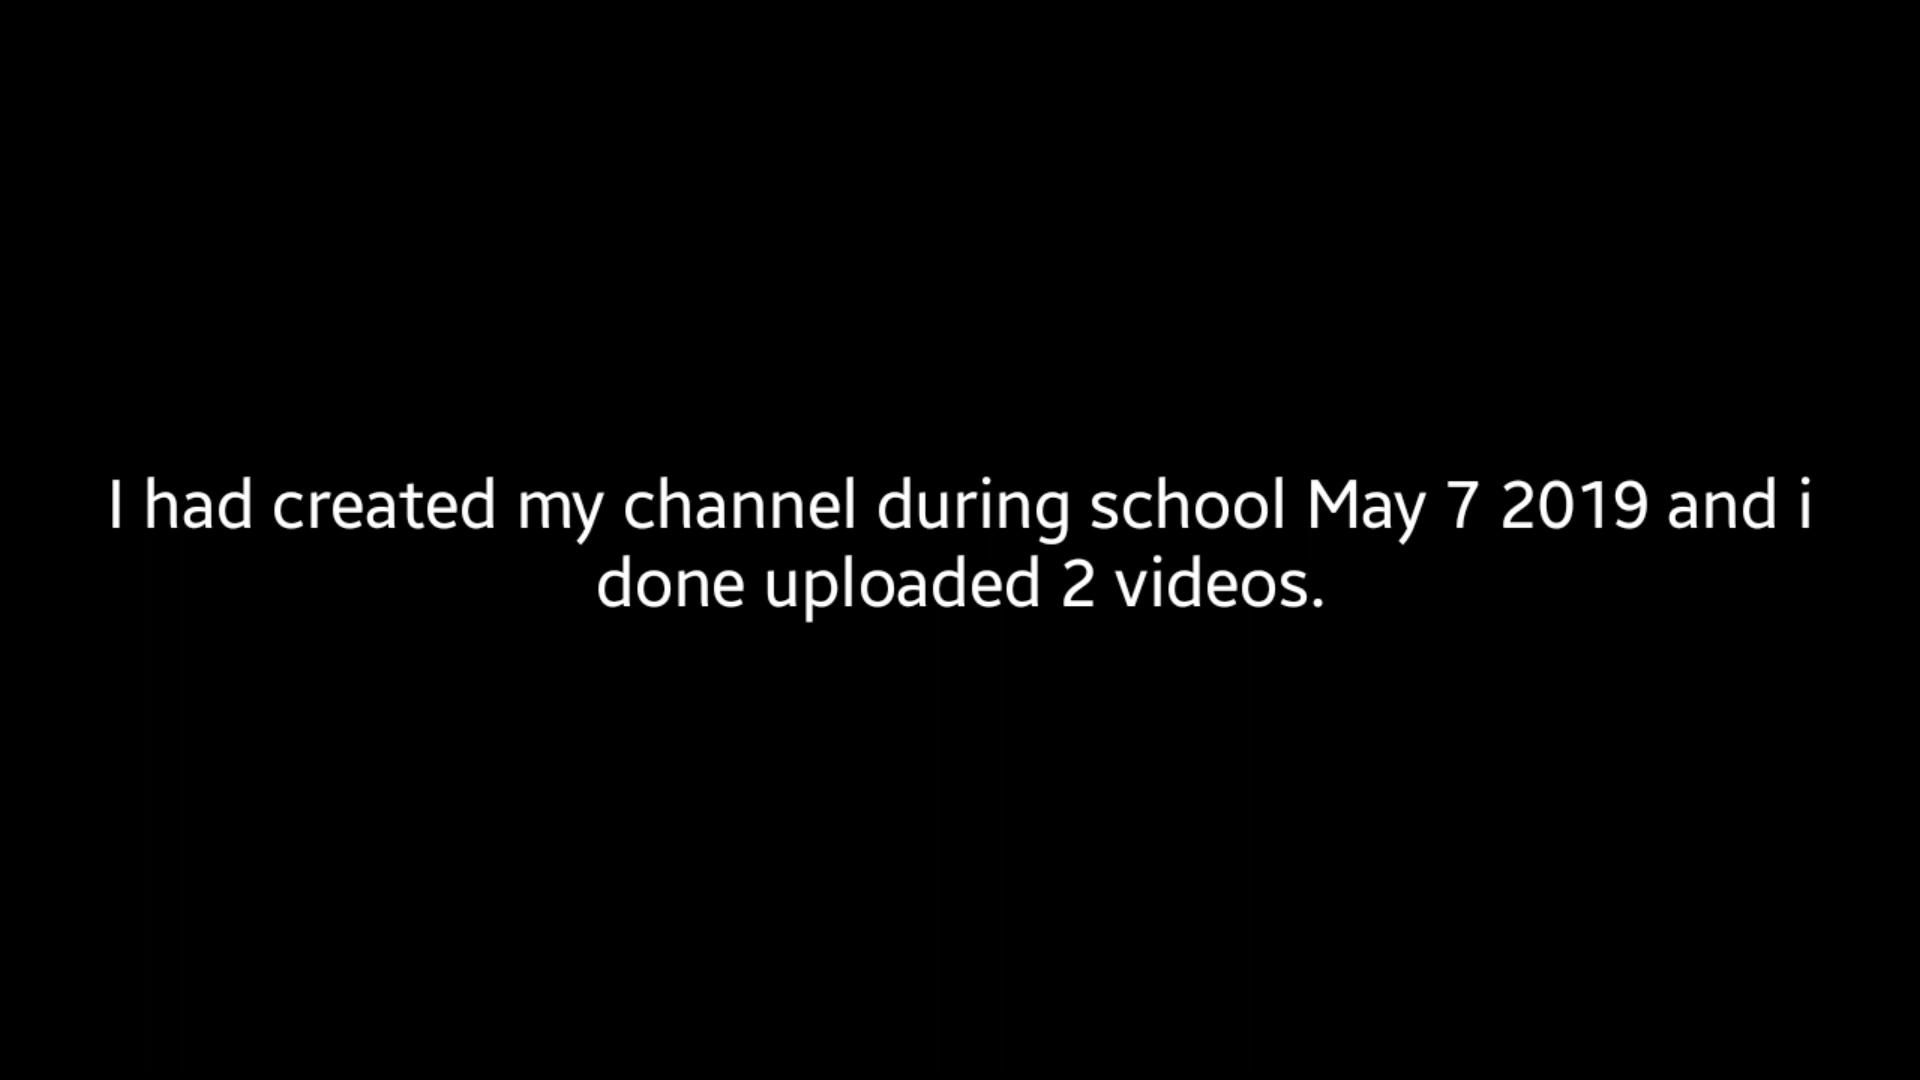 I had created my channel during school May 7 2019 and i
done uploaded 2 videos.